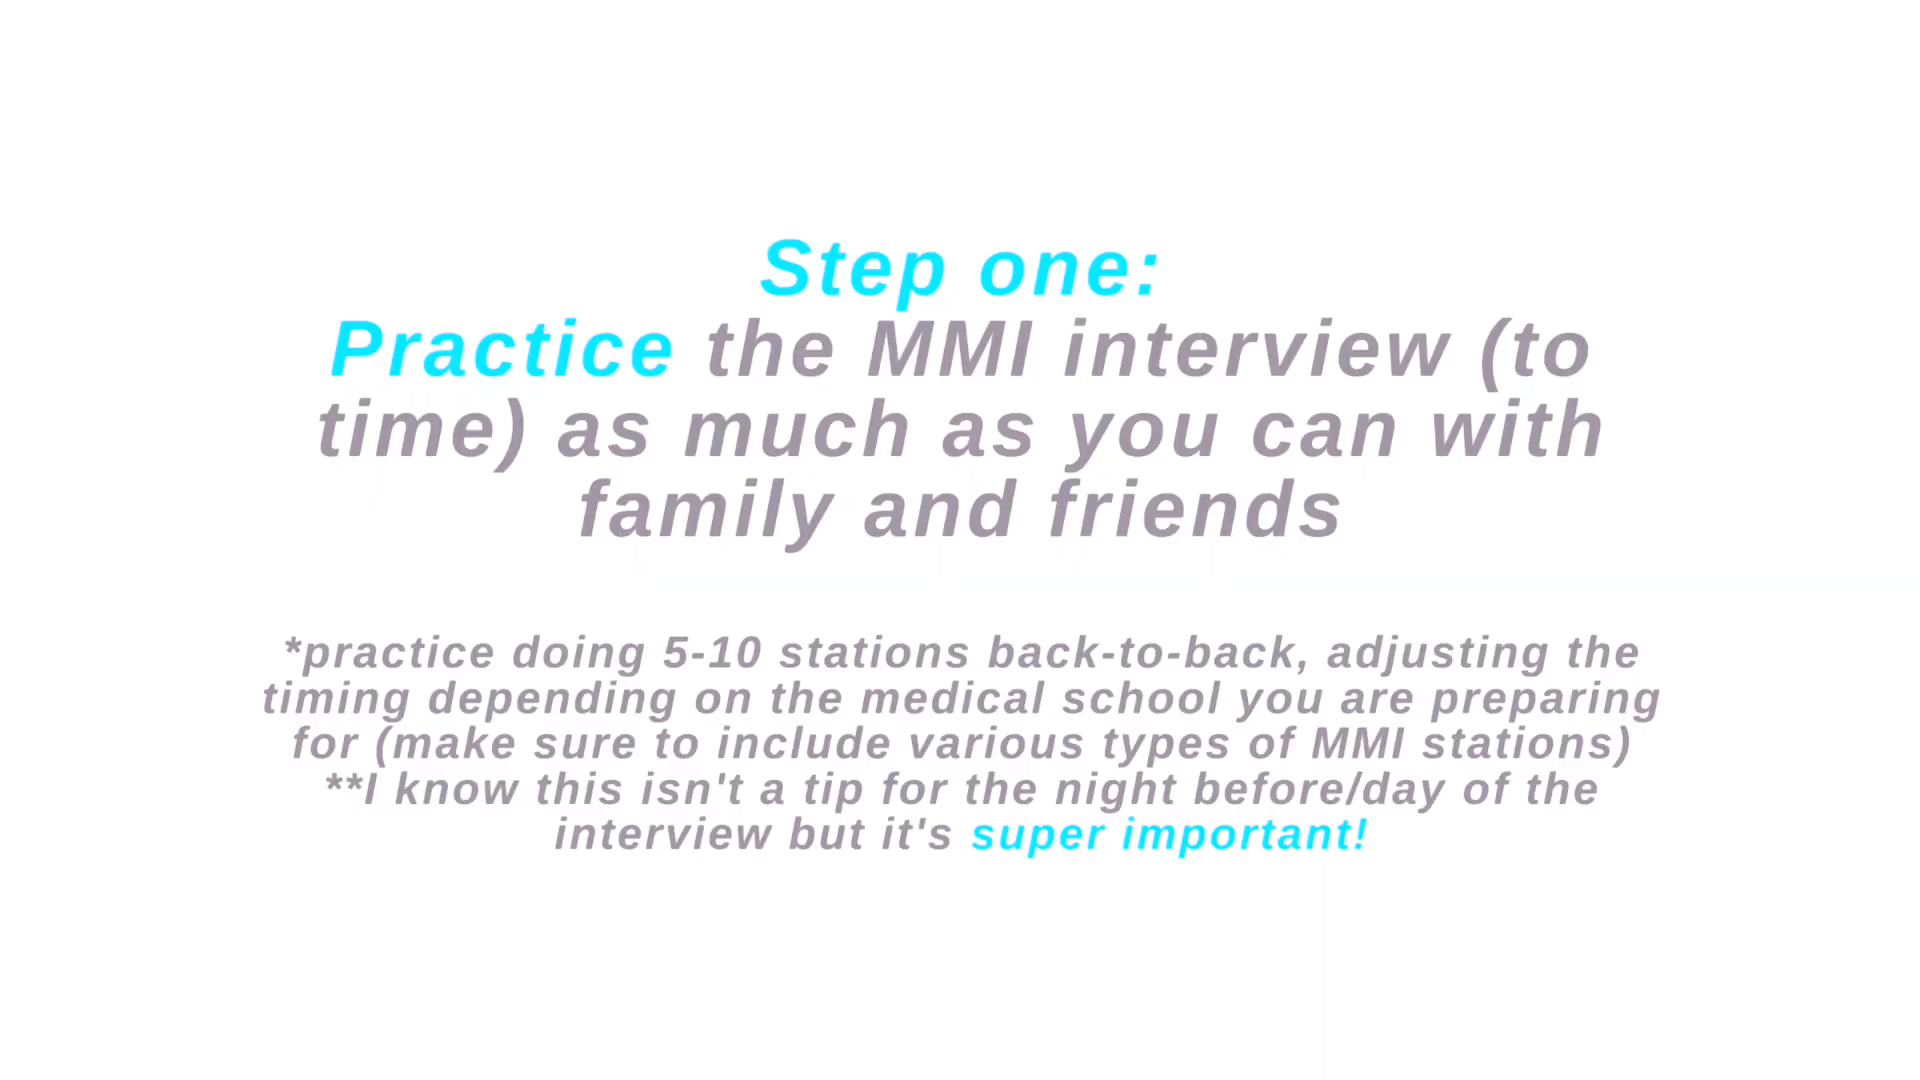 Step one:
Practice the MMI interview (to
time) as much as you can with
family and friends
*practice doing 5-10 stations back-to-back, adjusting the
timing depending on the medical school you are preparing
for (make sure to include various types of MMI stations)
**I know this isn't a tip for the night before/day of the
interview but it's super important!